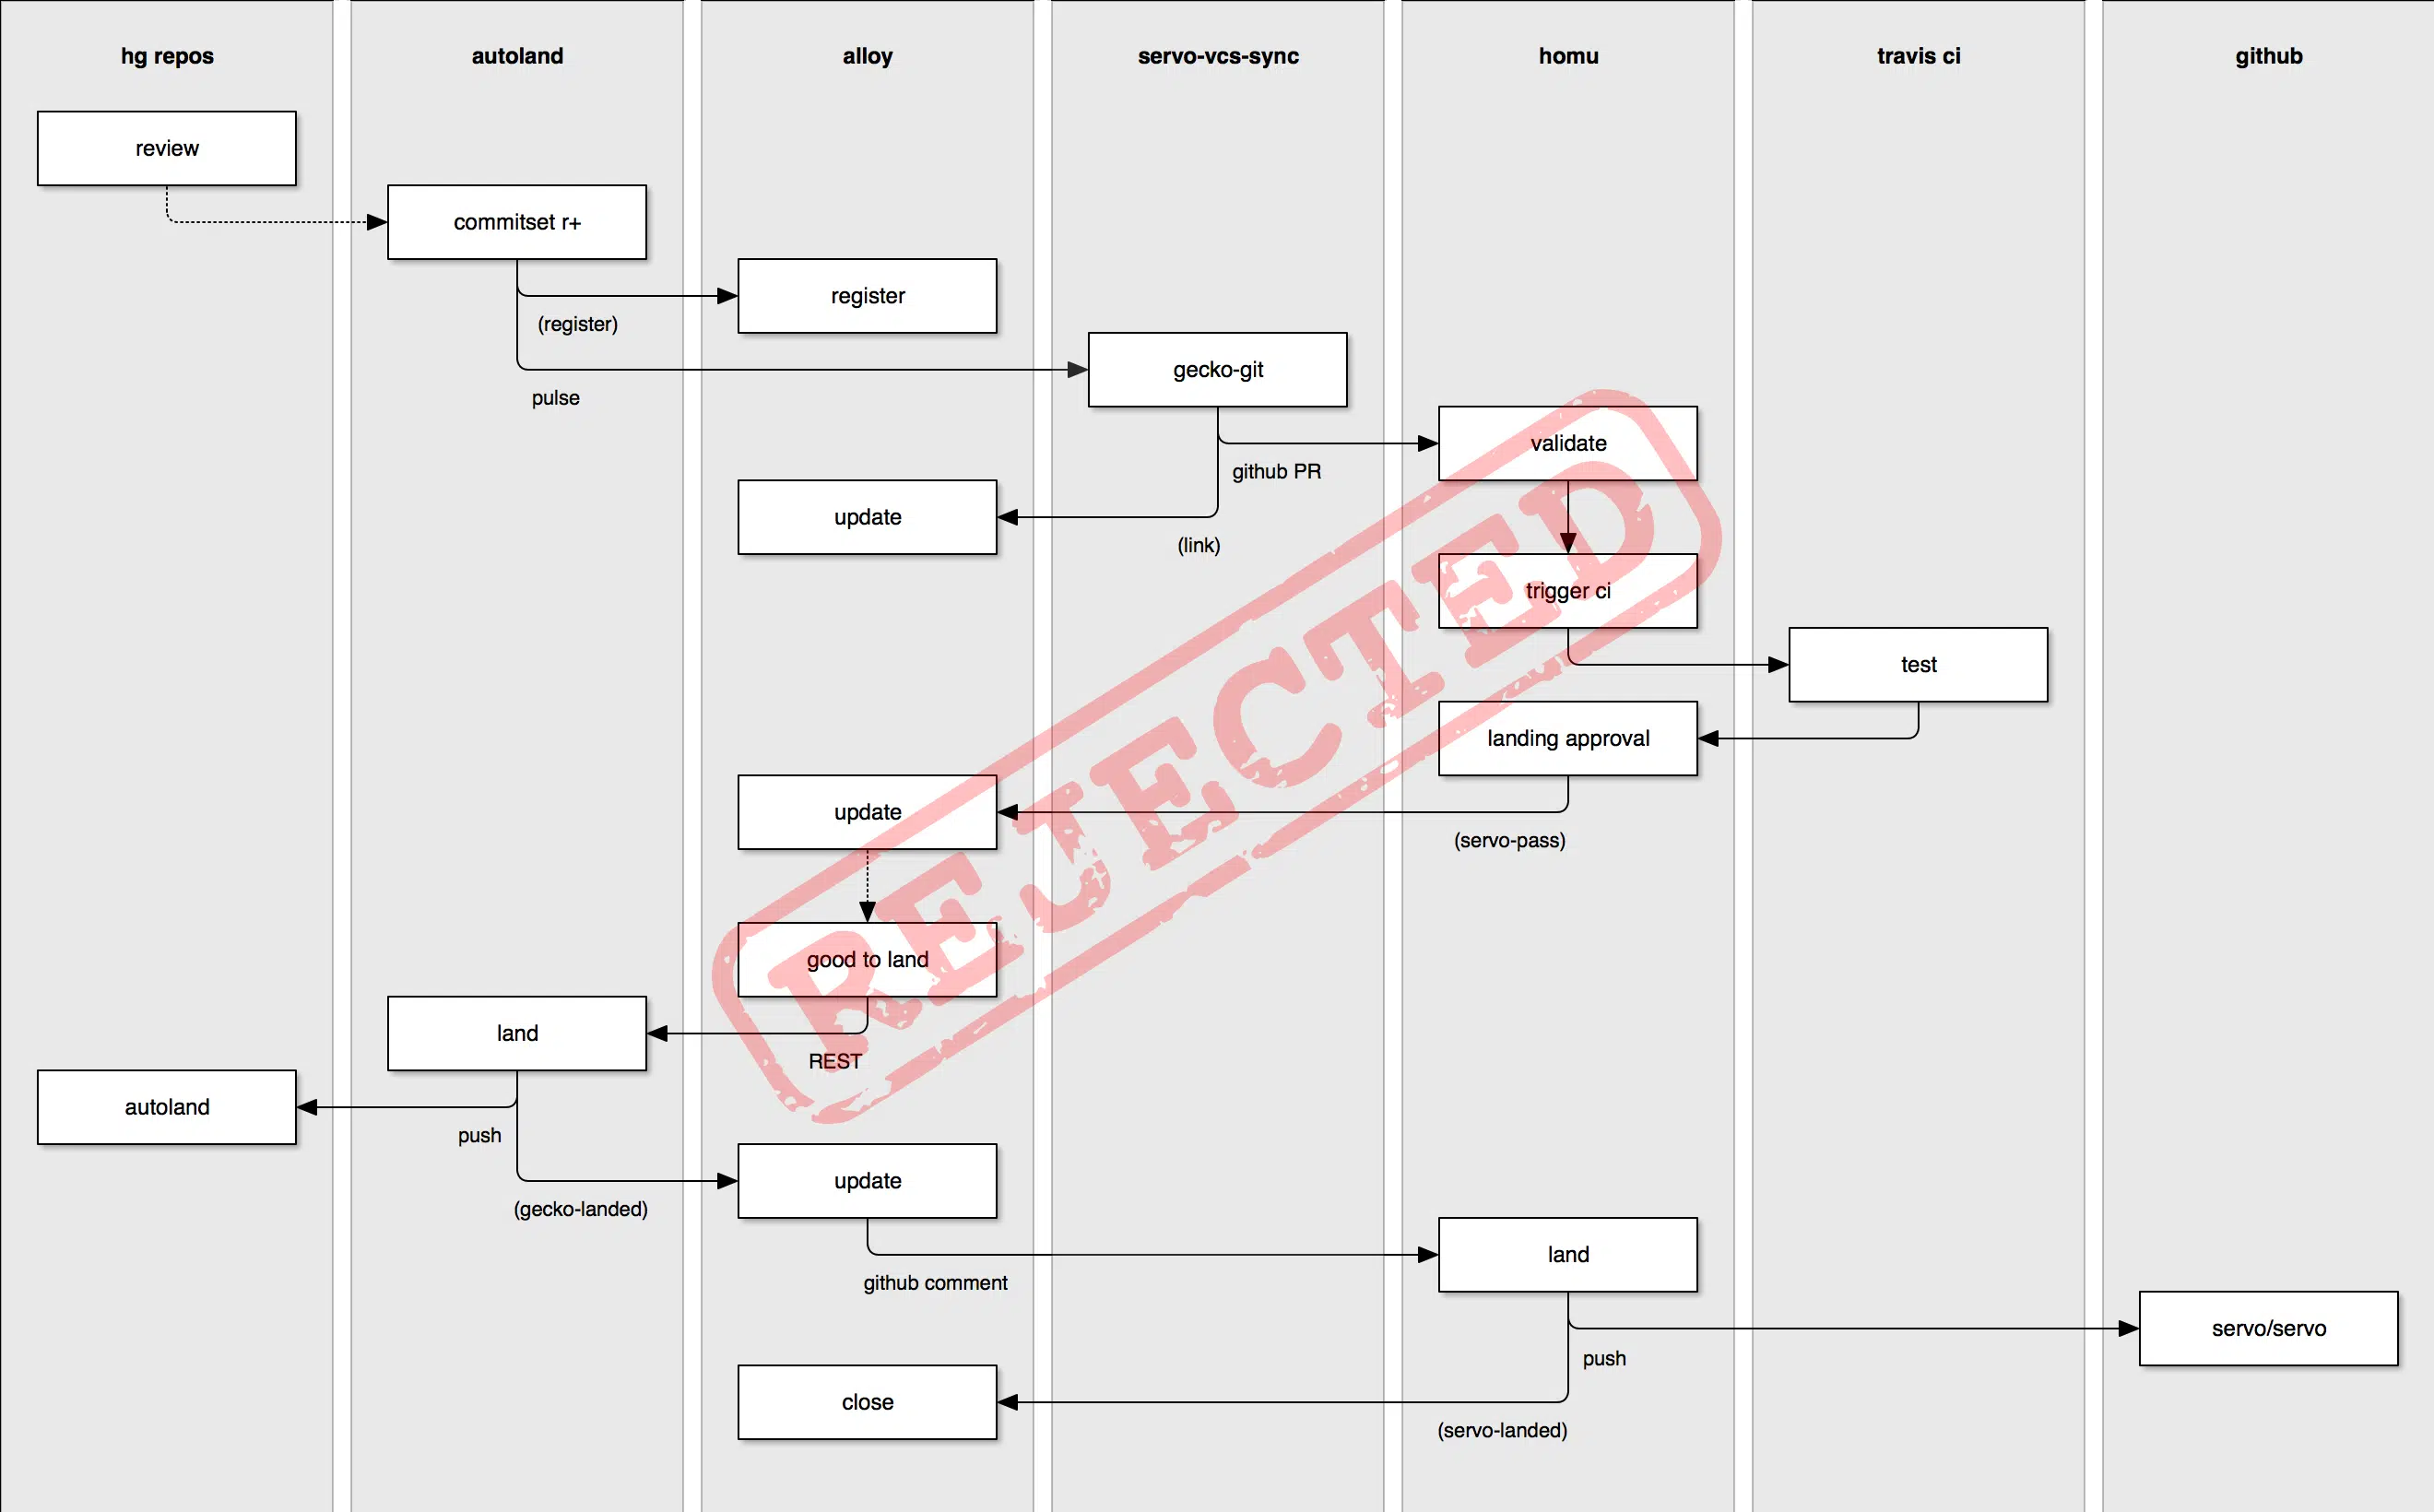 hg repos
autoland
alloy
servo-vcs-sync
homu
travis ci
github
review
commitset r+
register
(register)
gecko-git
pulse
validate
github PR
update
(link)
trigger ci
test
landing approval
update
(servo-pass)
REJECTED
good to land
land
REST
autoland
push
update
(gecko-landed)
land
github comment
servo/servo
push
close
(servo-landed)